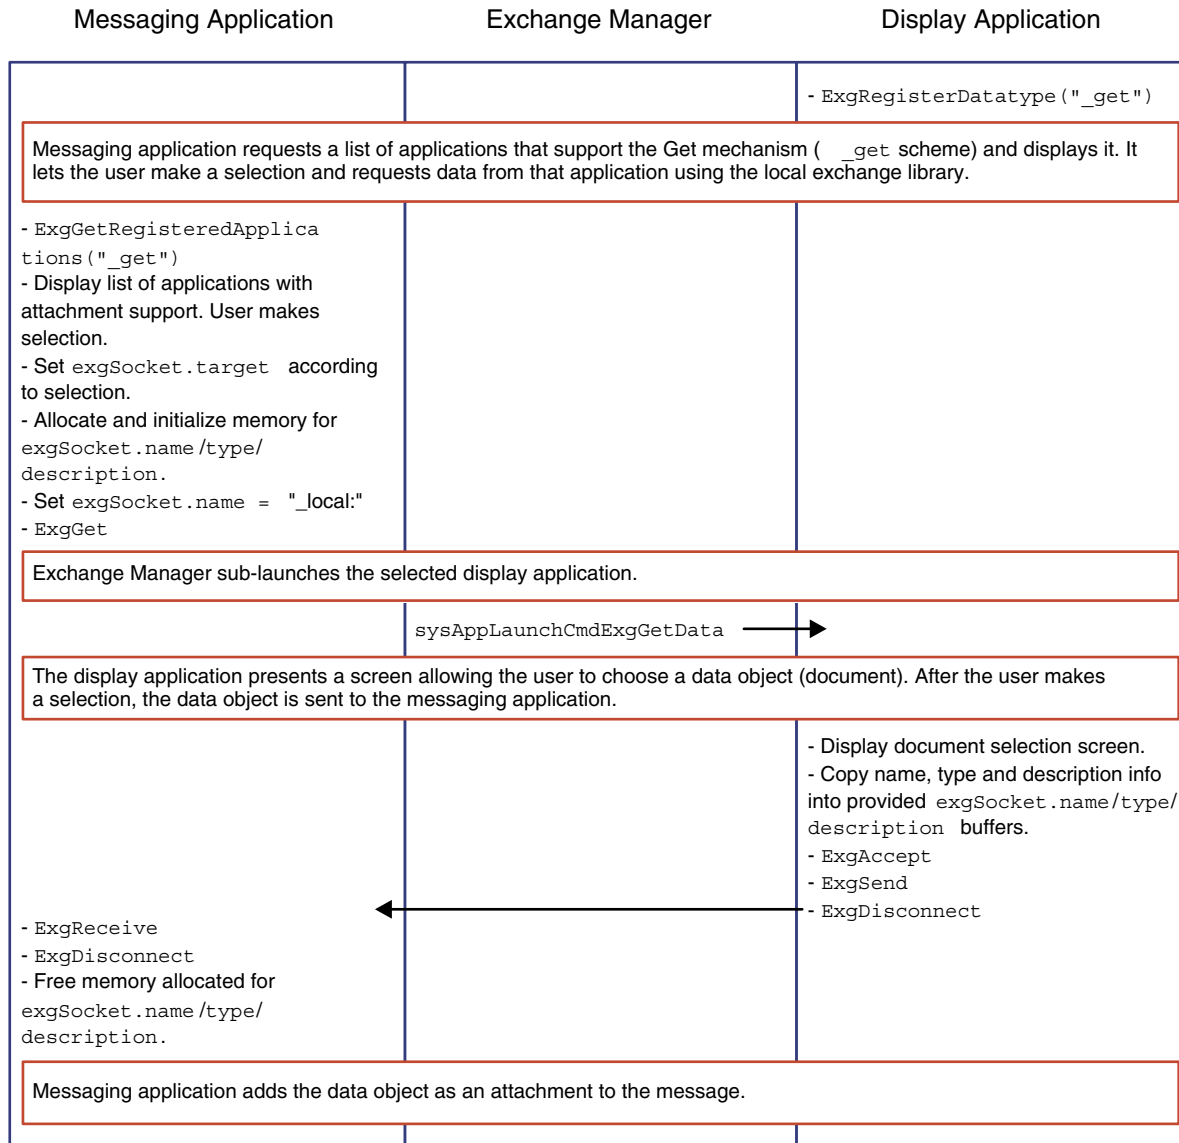 Messaging Application
Exchange Manager
Display Application
- ExgRegisterDatatype("_get")
Messaging application requests a list of applications that support the Get mechanism ( _get scheme) and displays it. It
lets the user make a selection and requests data from that application using the local exchange library.
- ExgGetRegisteredApplica
tions("_get")
- Display list of applications with
attachment support. User makes
selection.
- Set exgSocket.target according
to selection.
- Allocate and initialize memory for
exgSocket.name/type/
description.
- Set exgSocket.name = "_local:"
- ExgGet
Exchange Manager sub-launches the selected display application.
sysAppLaunchCmdExgGetData
The display application presents a screen allowing the user to choose a data object (document). After the user makes
a selection, the data object is sent to the messaging application.
- Display document selection screen.
- Copy name, type and description info
into provided exgSocket.name/type/
description buffers.
- ExgAccept
- ExgSend
- ExgDisconnect
- ExgReceive
- ExgDisconnect
- Free memory allocated for
exgSocket.name/type/
description.
Messaging application adds the data object as an attachment to the message.